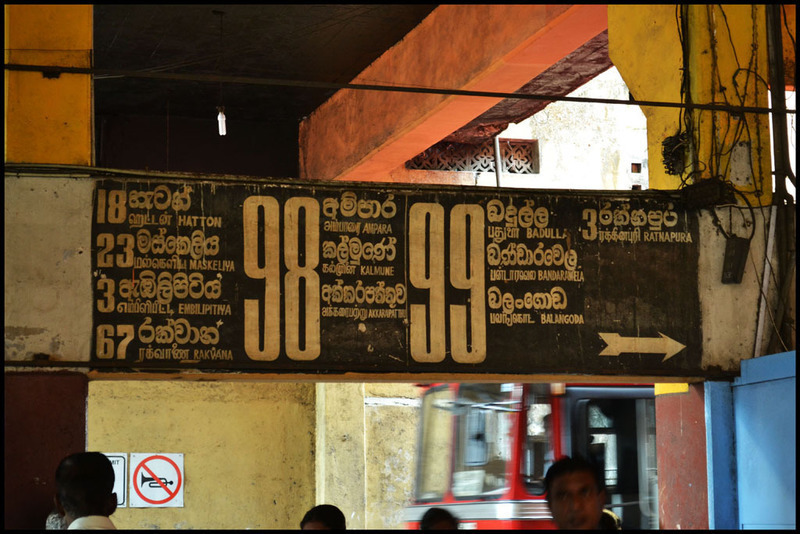 18 හැටන්
ஹட்டன் HATTON
23 මස්කෙලිය
மஸ்கெலிய MASKELIYA
3 ඇඹිලිපිටිය
எம்பிலிபிட்டி EMBILIPITIYA
67 රක්වාන
ரக்வாண RAKWANA
98
අම්පාර
அம்பாறை AMPARA
කල්මුණේ
கல்முனை KALMUNE
අක්කරපත්තුව
அக்கரைபற்று AKKARAIPATTU
99
බදුල්ල
பதுளை BADULLA
බණ්ඩාරවෙල
பண்டாரவளை BANDARAWELA
බලංගොඩ
பலாங்கொட BALANGODA
3 රත්නපුර
இரத்தினபுரி RATNAPURA